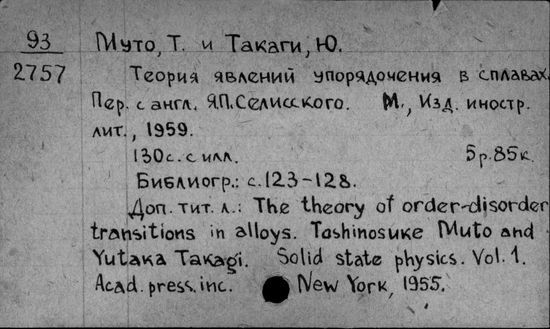 93 Муто, Т. и Такаги, Ю.
2757 Теория явлений упорядочения в сплавах.
Пер. с англ. Я.П.Селисского. М., Изд. иностр.
лит., 1959.
130с. с илл. 5р.85к.
Библиогр.: с.123-128.
Доп. тит. л.: The theory of order-disorder
transitions in alloys. Toshinosuke Muto and
Yutaka Takagi. Solid state physics. Vol.1.
Acad. press. inc. New York, 1955.